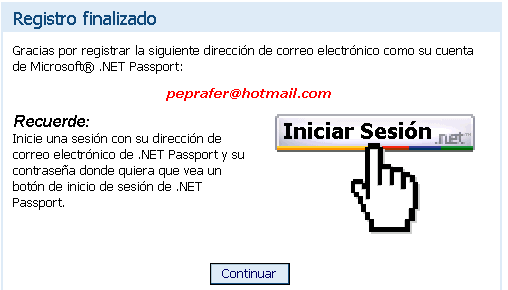 Registro finalizado
Gracias por registrar la siguiente dirección de correo electrónico como su cuenta
de Microsoft® .NET Passport:
peprafer@hotmail.com
Recuerde:
Inicie una sesión con su dirección de
correo electrónico de .NET Passport y su
contraseña donde quiera que vea un
botón de inicio de sesión de .NET
Passport.
Iniciar Sesión .net™
Continuar